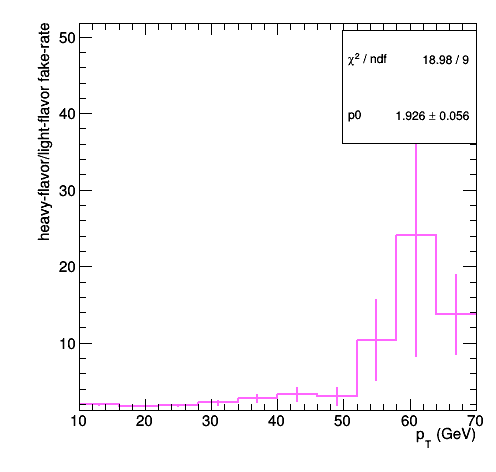 heavy-flavor/light-flavor fake-rate
χ² / ndf 18.98 / 9
p0 1.926 ± 0.056
50
40
30
20
10
10 20 30 40 50 60 70
p_T (GeV)